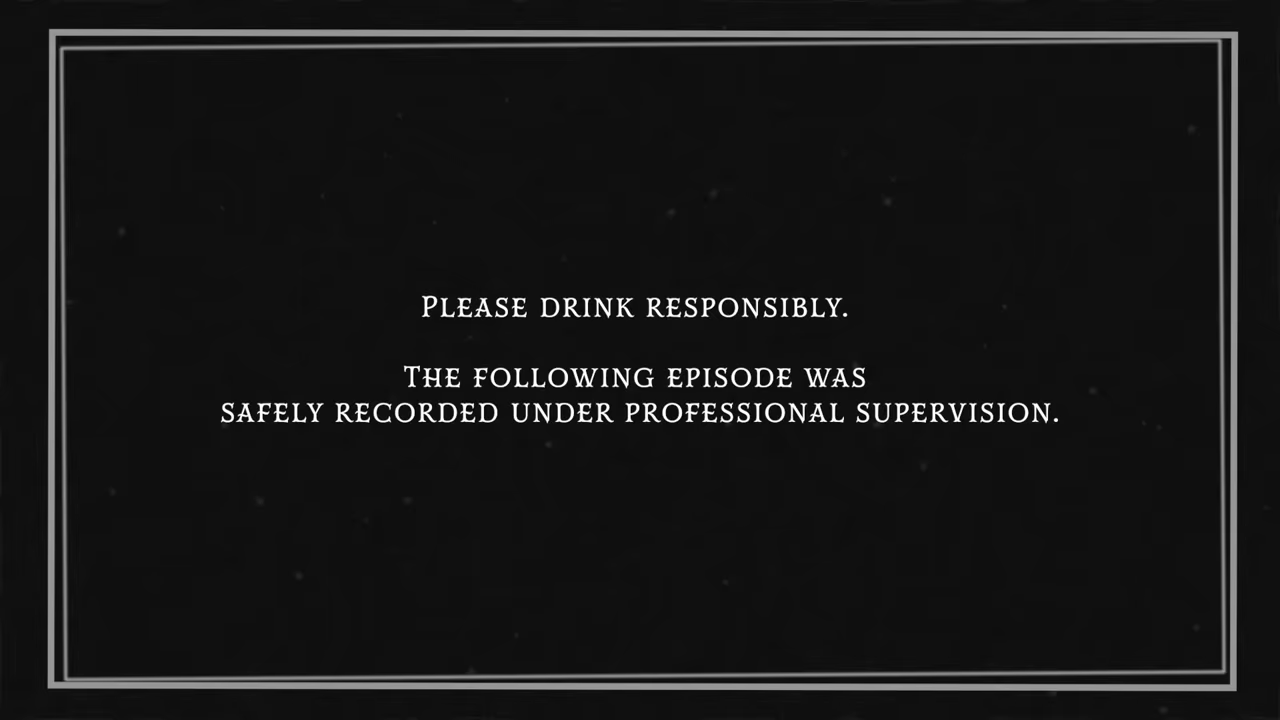 Please drink responsibly.
The following episode was
safely recorded under professional supervision.